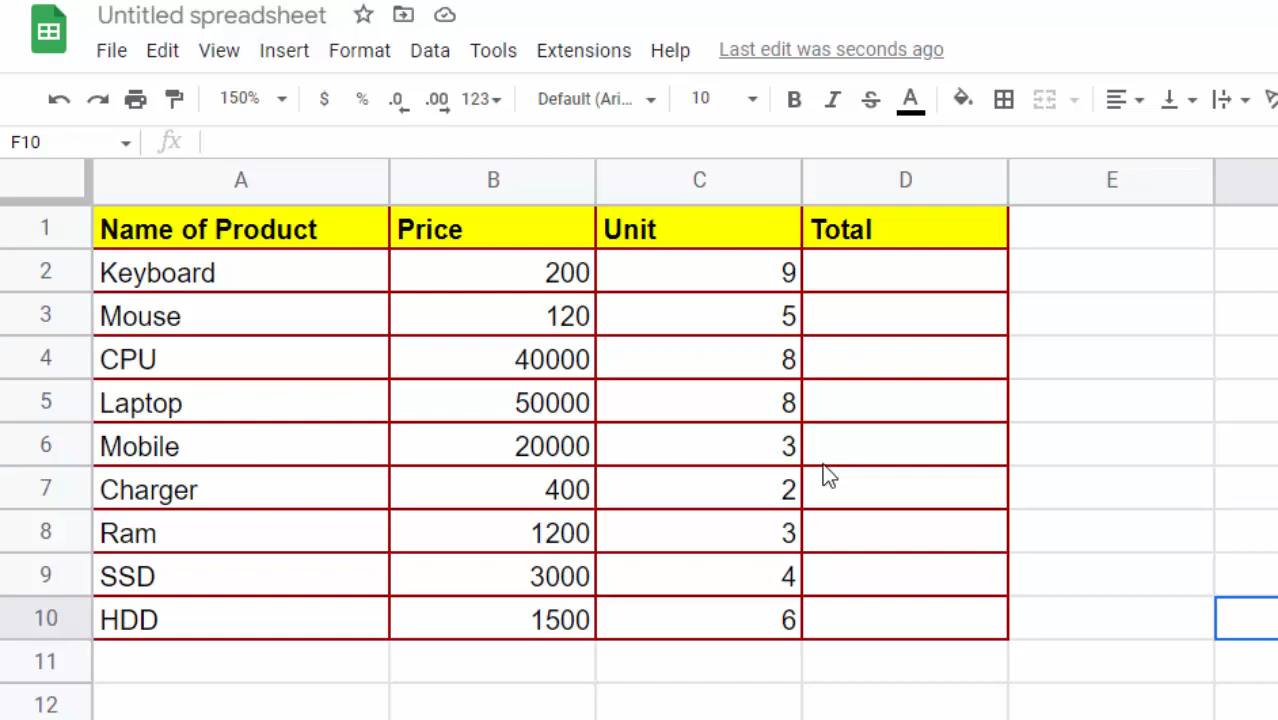 Untitled spreadsheet
File Edit View Insert Format Data Tools Extensions Help Last edit was seconds ago
150% $ % .0 .00 123 Default (Ari... 10 B I S A
F10 fx
A B C D E
1 Name of Product Price Unit Total
2 Keyboard 200 9
3 Mouse 120 5
4 CPU 40000 8
5 Laptop 50000 8
6 Mobile 20000 3
7 Charger 400 2
8 Ram 1200 3
9 SSD 3000 4
10 HDD 1500 6
11
12